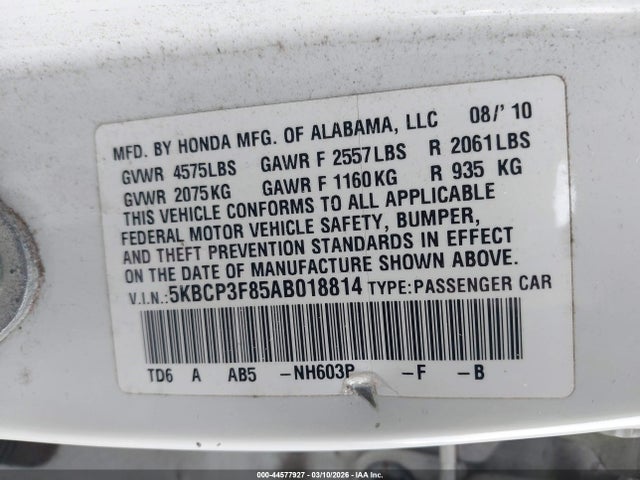 MFD. BY HONDA MFG. OF ALABAMA, LLC 08/'10
GVWR 4575LBS GAWR F 2557LBS R 2061LBS
GVWR 2075KG GAWR F 1160KG R 935 KG
THIS VEHICLE CONFORMS TO ALL APPLICABLE
FEDERAL MOTOR VEHICLE SAFETY, BUMPER,
AND THEFT PREVENTION STANDARDS IN EFFECT
ON THE DATE OF MANUFACTURE SHOWN ABOVE.
V.I.N.:5KBCP3F85AB018814 TYPE:PASSENGER CAR
TD6 A AB5 -NH603P -F -B
000-44577927 - 03/10/2026 - IAA Inc.